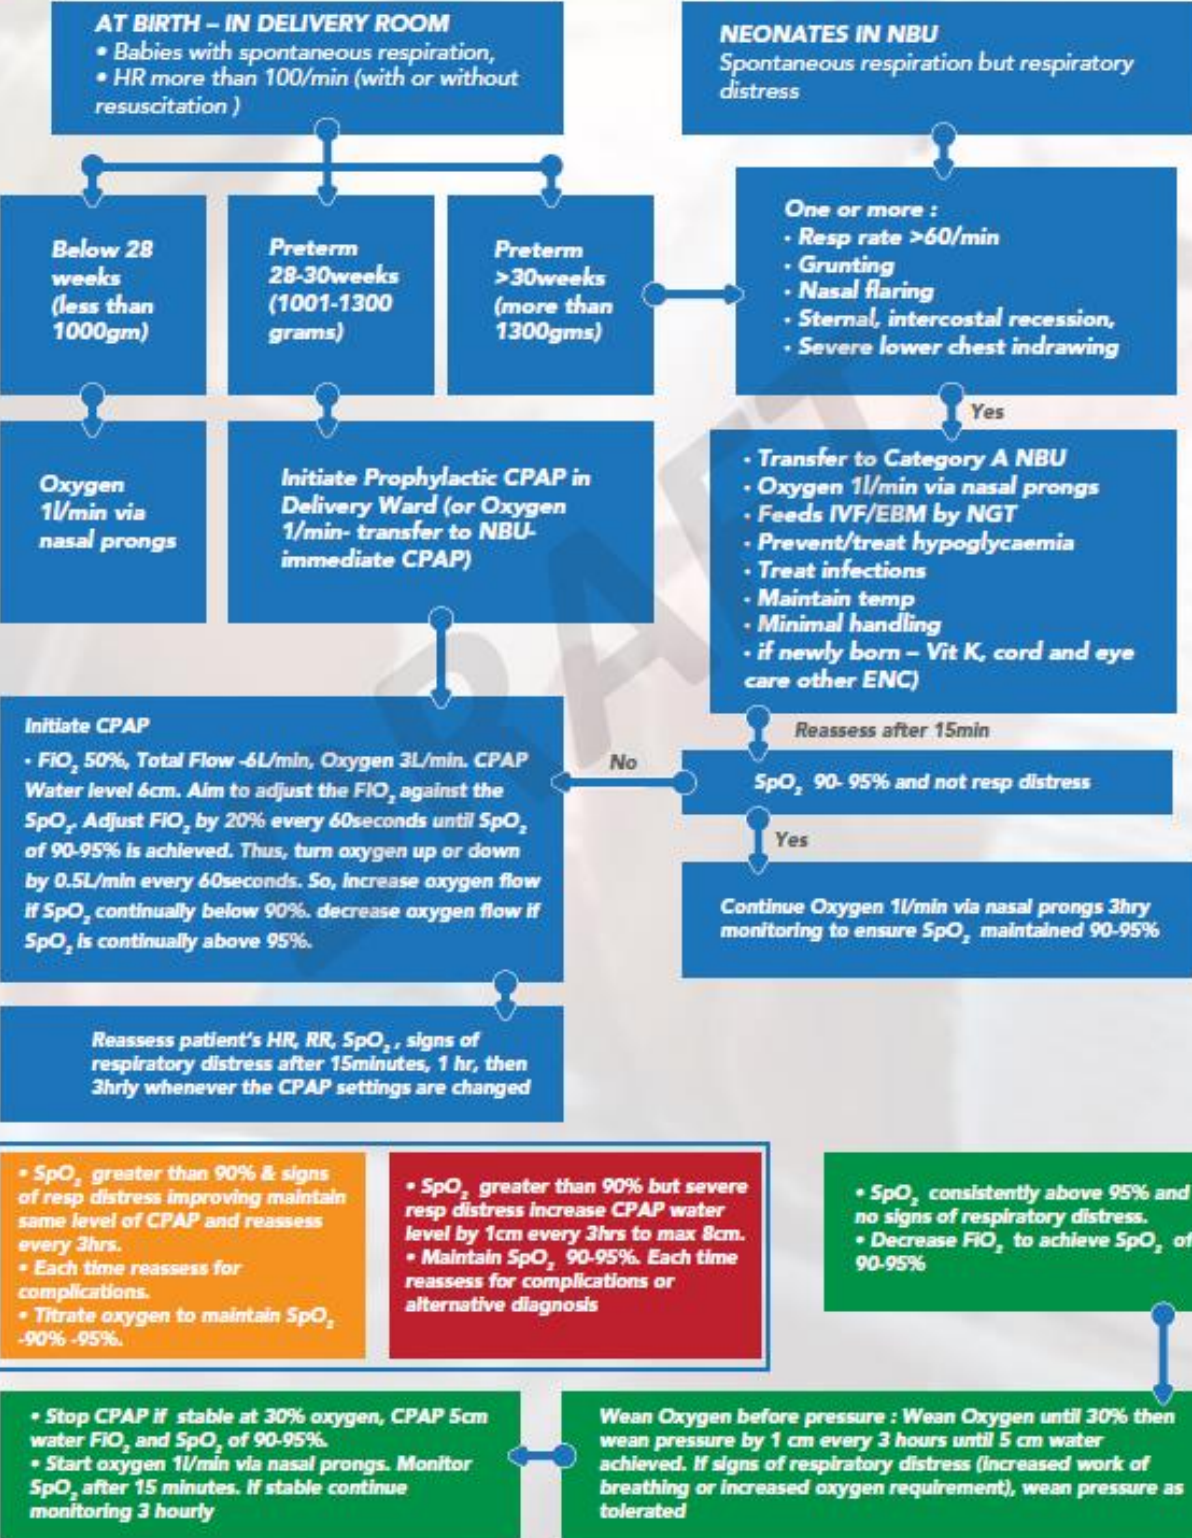 AT BIRTH – IN DELIVERY ROOM
• Babies with spontaneous respiration,
• HR more than 100/min (with or without
resuscitation )
NEONATES IN NBU
Spontaneous respiration but respiratory
distress
Below 28
weeks
(less than
1000gm)
Preterm
28-30weeks
(1001-1300
grams)
Preterm
>30weeks
(more than
1300gms)
One or more :
· Resp rate >60/min
· Grunting
· Nasal flaring
· Sternal, intercostal recession,
· Severe lower chest indrawing
Yes
Oxygen
1l/min via
nasal prongs
Initiate Prophylactic CPAP in
Delivery Ward (or Oxygen
1/min- transfer to NBU-
immediate CPAP)
· Transfer to Category A NBU
· Oxygen 1l/min via nasal prongs
· Feeds IVF/EBM by NGT
· Prevent/treat hypoglycaemia
· Treat infections
· Maintain temp
· Minimal handling
· if newly born – Vit K, cord and eye
care other ENC)
Reassess after 15min
Initiate CPAP
· FiO₂ 50%, Total Flow -6L/min, Oxygen 3L/min. CPAP
Water level 6cm. Aim to adjust the FIO₂ against the
SpO₂. Adjust FiO₂ by 20% every 60seconds until SpO₂
of 90-95% is achieved. Thus, turn oxygen up or down
by 0.5L/min every 60seconds. So, increase oxygen flow
if SpO₂ continually below 90%. decrease oxygen flow if
SpO₂ is continually above 95%.
No
SpO₂ 90- 95% and not resp distress
Yes
Continue Oxygen 1l/min via nasal prongs 3hry
monitoring to ensure SpO₂ maintained 90-95%
Reassess patient's HR, RR, SpO₂ , signs of
respiratory distress after 15minutes, 1 hr, then
3hrly whenever the CPAP settings are changed
• SpO₂ greater than 90% & signs
of resp distress improving maintain
same level of CPAP and reassess
every 3hrs.
• Each time reassess for
complications.
• Titrate oxygen to maintain SpO₂
-90% -95%.
• SpO₂ greater than 90% but severe
resp distress increase CPAP water
level by 1cm every 3hrs to max 8cm.
• Maintain SpO₂ 90-95%. Each time
reassess for complications or
alternative diagnosis
• SpO₂ consistently above 95% and
no signs of respiratory distress.
• Decrease FiO₂ to achieve SpO₂ of
90-95%
• Stop CPAP if stable at 30% oxygen, CPAP 5cm
water FiO₂ and SpO₂ of 90-95%.
• Start oxygen 1l/min via nasal prongs. Monitor
SpO₂ after 15 minutes. If stable continue
monitoring 3 hourly
Wean Oxygen before pressure : Wean Oxygen until 30% then
wean pressure by 1 cm every 3 hours until 5 cm water
achieved. If signs of respiratory distress (increased work of
breathing or increased oxygen requirement), wean pressure as
tolerated
DRAFT